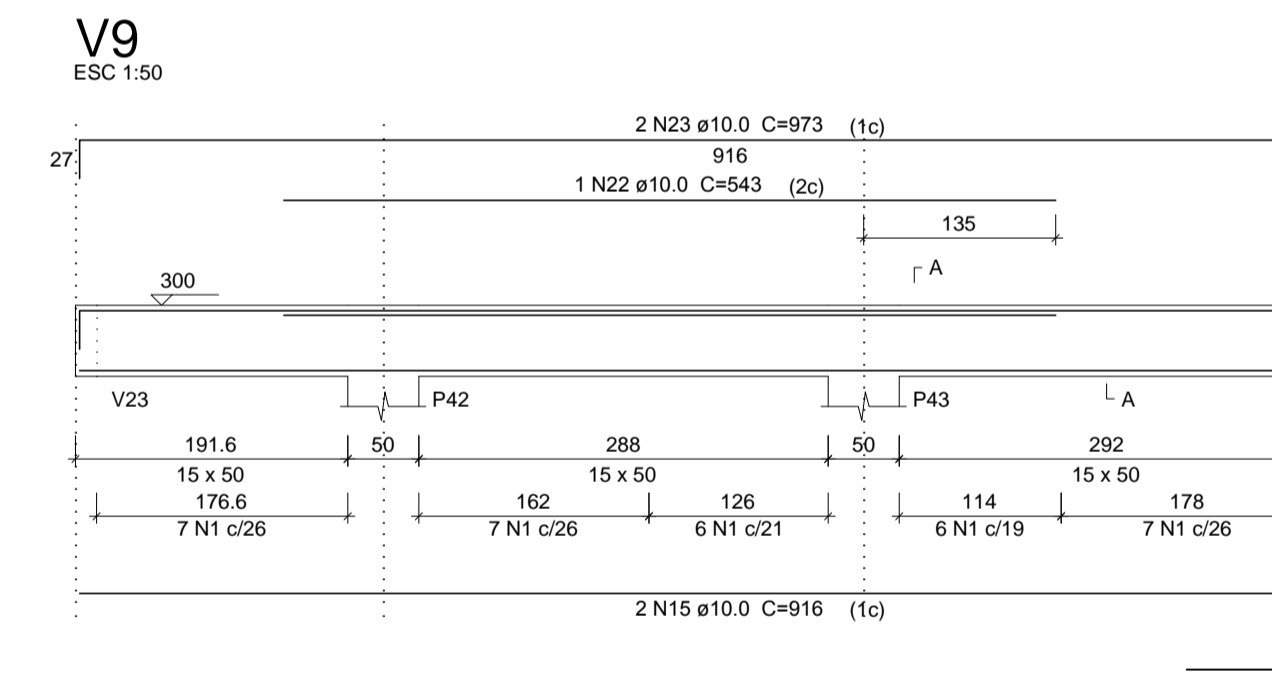 V9
ESC 1:50
2 N23 ø10.0 C=973 (1c)
27
916
1 N22 ø10.0 C=543 (2c)
135
A
300
V23 P42 P43 A
191.6 50 288 50 292
15 x 50 15 x 50 15 x 50
176.6 162 126 114 178
7 N1 c/26 7 N1 c/26 6 N1 c/21 6 N1 c/19 7 N1 c/26
2 N15 ø10.0 C=916 (1c)